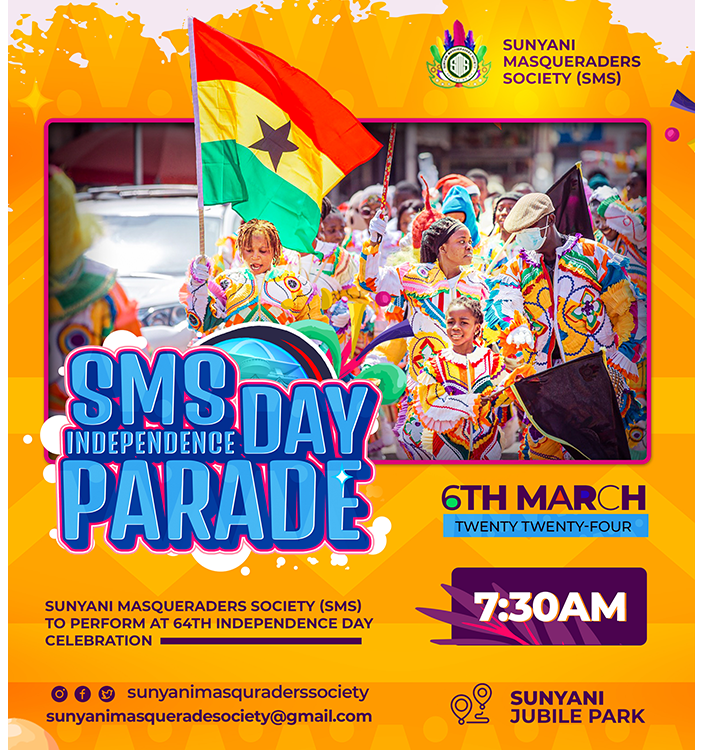 SUNYANI
MASQUERADERS
SOCIETY (SMS)
SMS
INDEPENDENCE DAY
PARADE
6TH MARCH
TWENTY TWENTY-FOUR
7:30AM
SUNYANI MASQUERADERS SOCIETY (SMS)
TO PERFORM AT 64TH INDEPENDENCE DAY
CELEBRATION
sunyanimasquraderssociety
sunyanimasqueradesociety@gmail.com
SUNYANI
JUBILE PARK